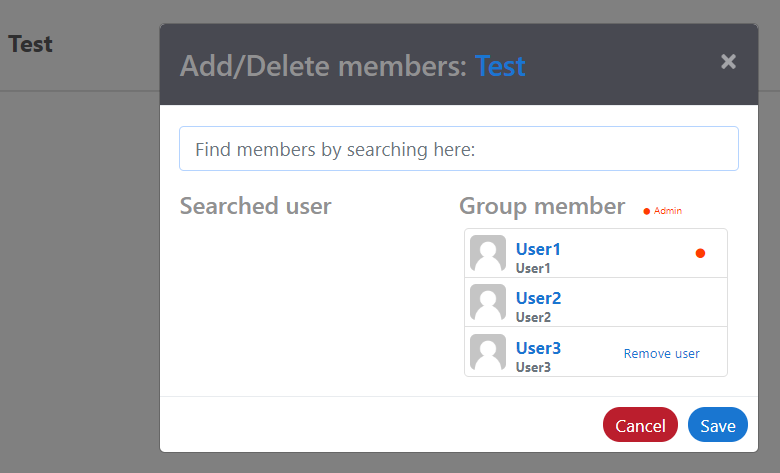 Test
Add/Delete members: Test
×
Find members by searching here:
Searched user
Group member
Admin
User1
User1
User2
User2
User3
User3
Remove user
Cancel
Save